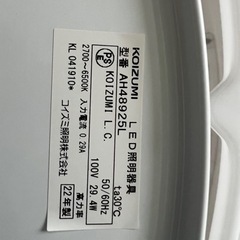 KOIZUMI LED照明器具
型番 AH48925L ta30℃
PSE KOIZUMI L.C. 50/60Hz
100V 29.4W
2700〜6500K 入力電流 0.29A 高力率
KL 041910*
コイズミ照明株式会社 22年製